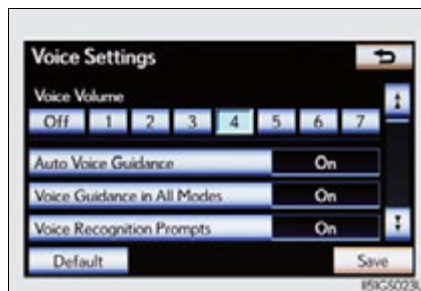 Voice Settings
Voice Volume
Off 1 2 3 4 5 6 7
Auto Voice Guidance On
Voice Guidance in All Modes On
Voice Recognition Prompts On
Default Save